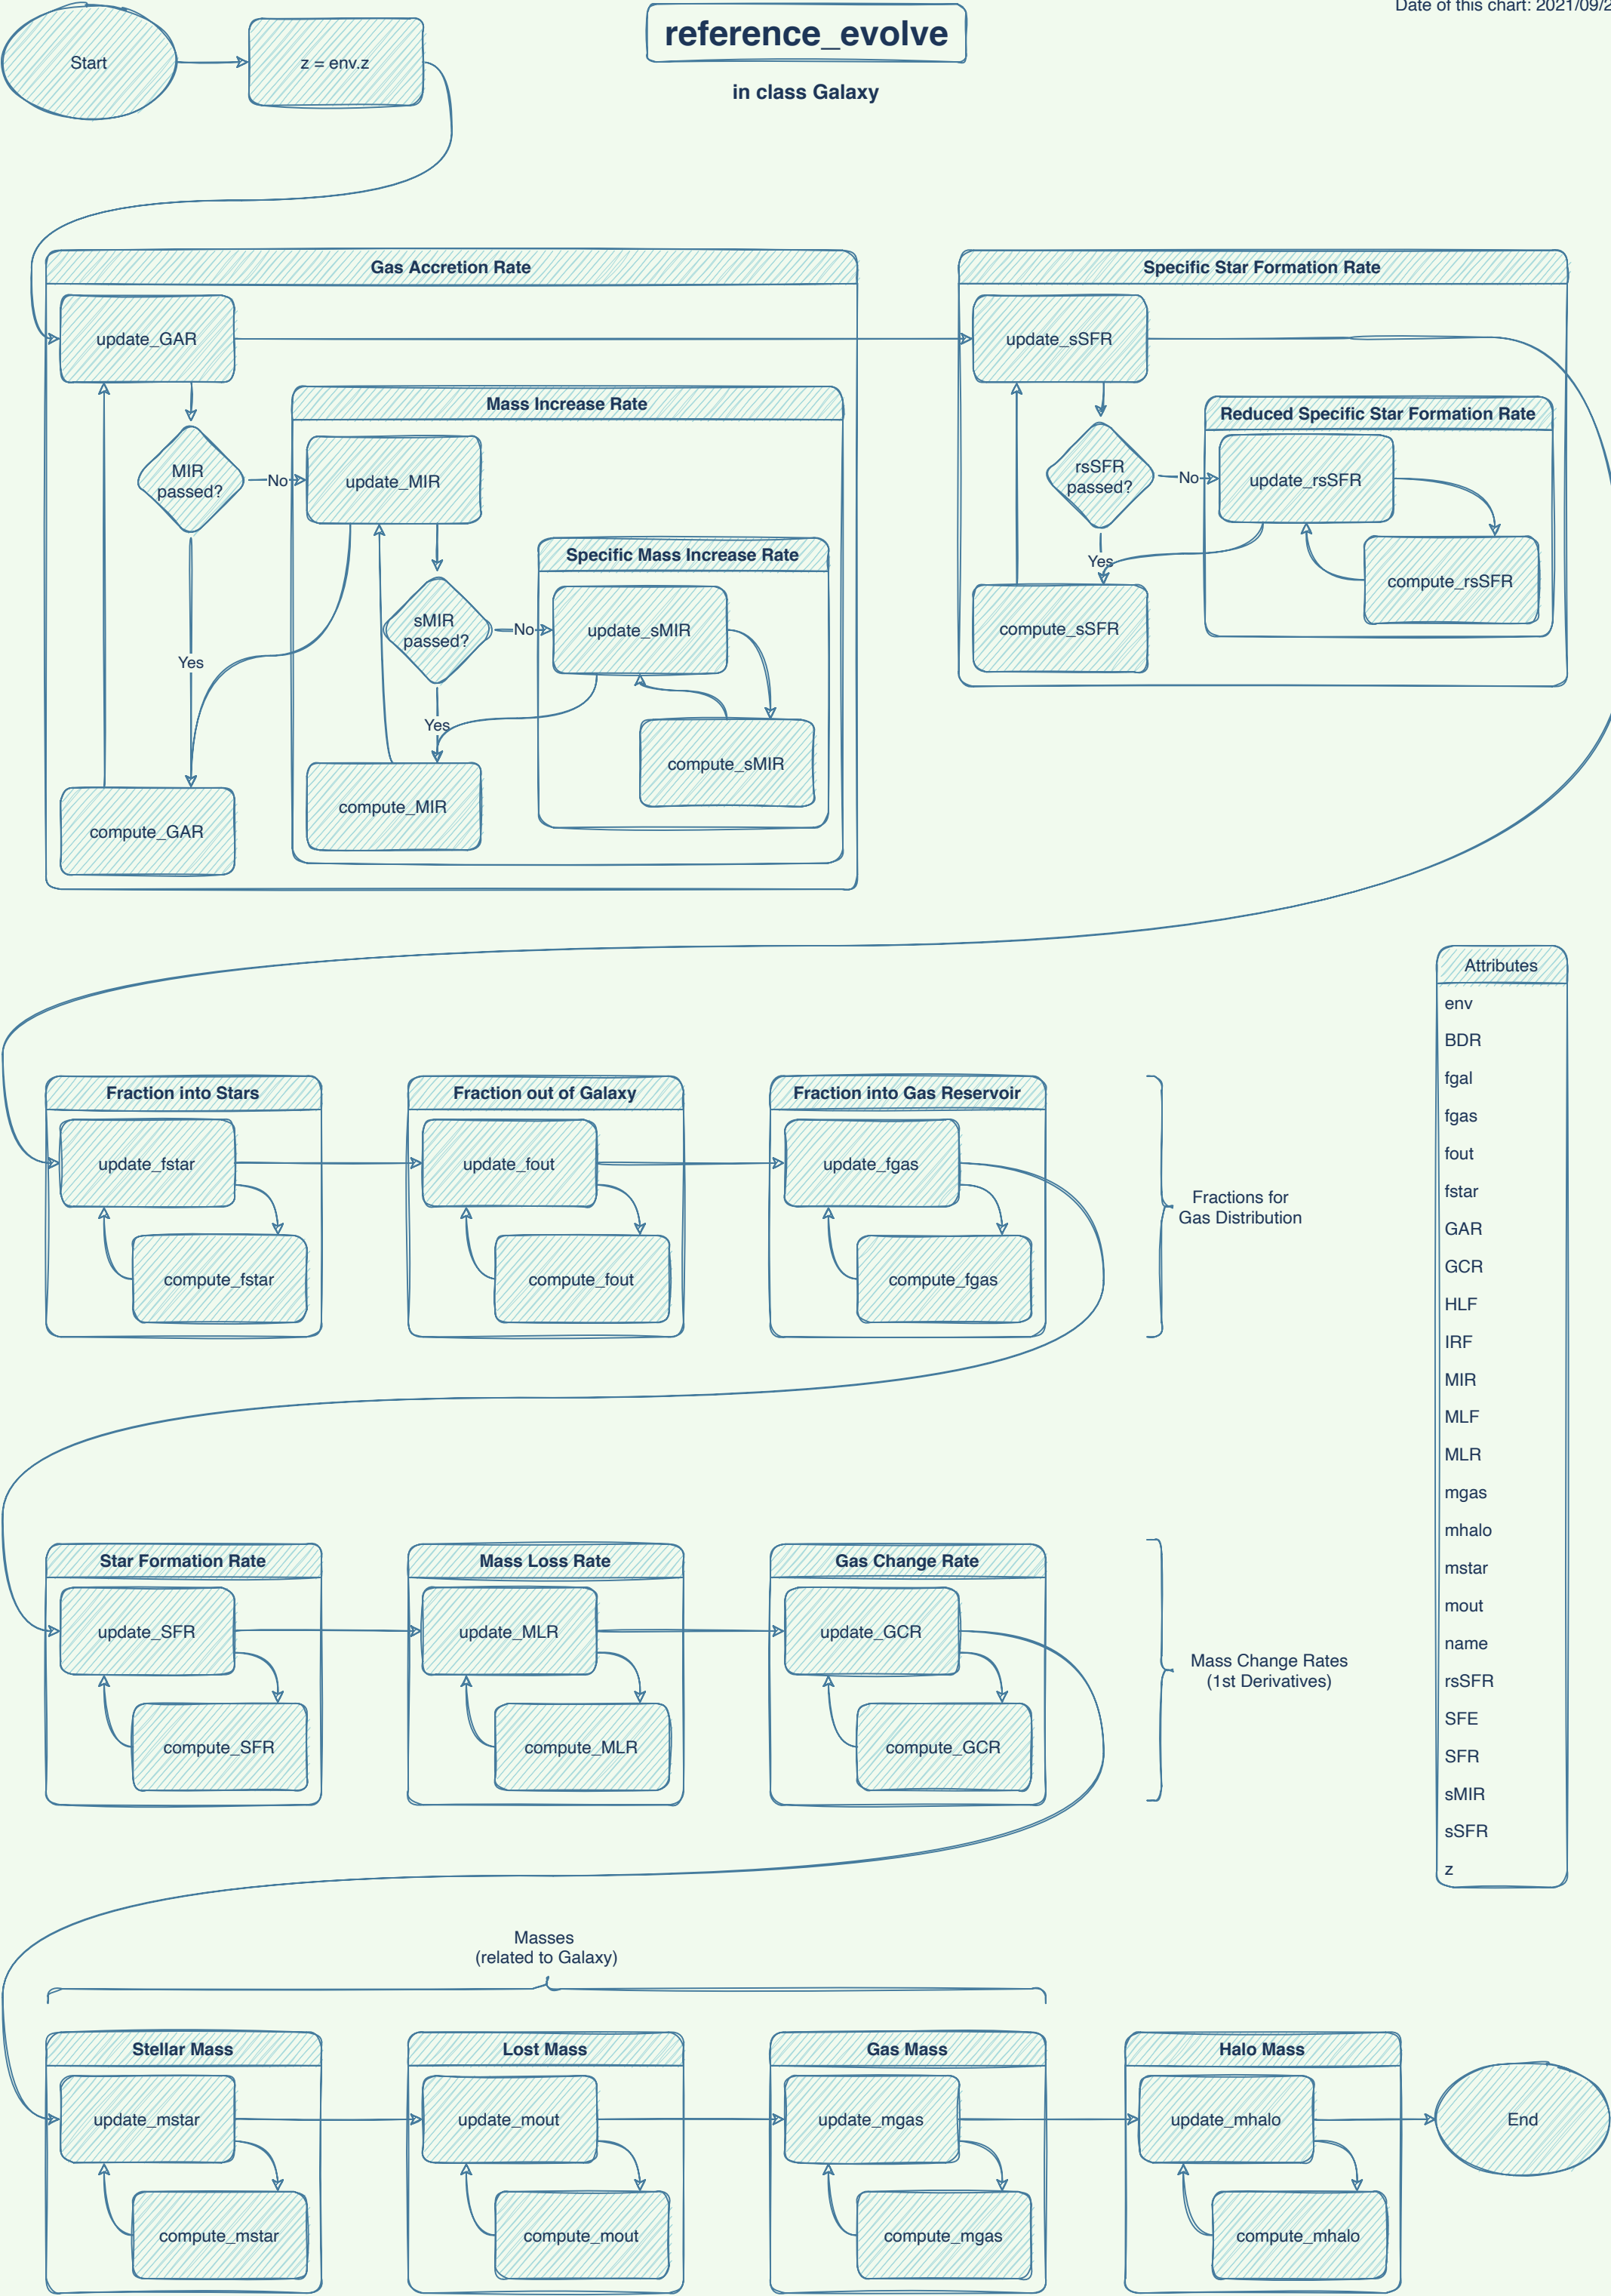 Date of this chart: 2021/09/2
reference_evolve
in class Galaxy
Start
z = env.z
Gas Accretion Rate
update_GAR
MIR
passed?
No
Yes
compute_GAR
Mass Increase Rate
update_MIR
sMIR
passed?
No
Yes
compute_MIR
Specific Mass Increase Rate
update_sMIR
compute_sMIR
Specific Star Formation Rate
update_sSFR
rsSFR
passed?
No
Yes
compute_sSFR
Reduced Specific Star Formation Rate
update_rsSFR
compute_rsSFR
Fraction into Stars
update_fstar
compute_fstar
Fraction out of Galaxy
update_fout
compute_fout
Fraction into Gas Reservoir
update_fgas
compute_fgas
Fractions for
Gas Distribution
Star Formation Rate
update_SFR
compute_SFR
Mass Loss Rate
update_MLR
compute_MLR
Gas Change Rate
update_GCR
compute_GCR
Mass Change Rates
(1st Derivatives)
Attributes
env
BDR
fgal
fgas
fout
fstar
GAR
GCR
HLF
IRF
MIR
MLF
MLR
mgas
mhalo
mstar
mout
name
rsSFR
SFE
SFR
sMIR
sSFR
z
Masses
(related to Galaxy)
Stellar Mass
update_mstar
compute_mstar
Lost Mass
update_mout
compute_mout
Gas Mass
update_mgas
compute_mgas
Halo Mass
update_mhalo
compute_mhalo
End